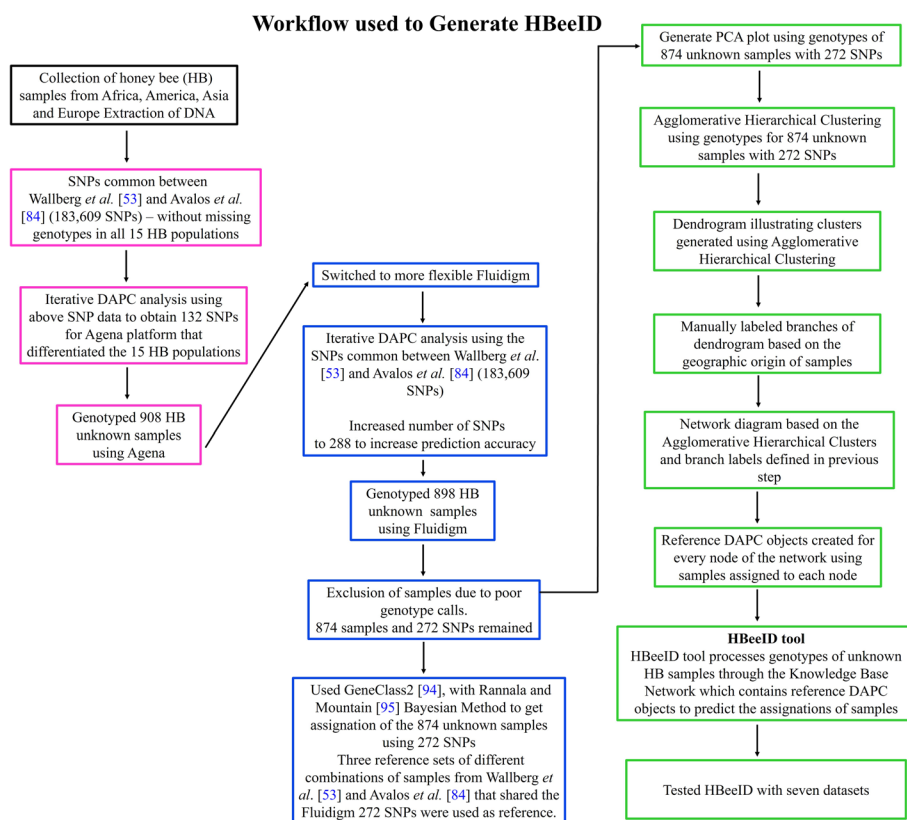 Workflow used to Generate HBeeID
Collection of honey bee (HB)
samples from Africa, America, Asia
and Europe Extraction of DNA
SNPs common between
Wallberg et al. [53] and Avalos et al.
[84] (183,609 SNPs) – without missing
genotypes in all 15 HB populations
Iterative DAPC analysis using
above SNP data to obtain 132 SNPs
for Agena platform that
differentiated the 15 HB populations
Genotyped 908 HB
unknown samples
using Agena
Switched to more flexible Fluidigm
Iterative DAPC analysis using the
SNPs common between Wallberg et al.
[53] and Avalos et al. [84] (183,609
SNPs)
Increased number of SNPs
to 288 to increase prediction accuracy
Genotyped 898 HB
unknown samples
using Fluidigm
Exclusion of samples due to poor
genotype calls.
874 samples and 272 SNPs remained
Used GeneClass2 [94], with Rannala and
Mountain [95] Bayesian Method to get
assignation of the 874 unknown samples
using 272 SNPs
Three reference sets of different
combinations of samples from Wallberg et
al. [53] and Avalos et al. [84] that shared the
Fluidigm 272 SNPs were used as reference.
Generate PCA plot using genotypes of
874 unknown samples with 272 SNPs
Agglomerative Hierarchical Clustering
using genotypes for 874 unknown
samples with 272 SNPs
Dendrogram illustrating clusters
generated using Agglomerative
Hierarchical Clustering
Manually labeled branches of
dendrogram based on the
geographic origin of samples
Network diagram based on the
Agglomerative Hierarchical Clusters
and branch labels defined in previous
step
Reference DAPC objects created for
every node of the network using
samples assigned to each node
HBeeID tool
HBeeID tool processes genotypes of unknown
HB samples through the Knowledge Base
Network which contains reference DAPC
objects to predict the assignations of samples
Tested HBeeID with seven datasets